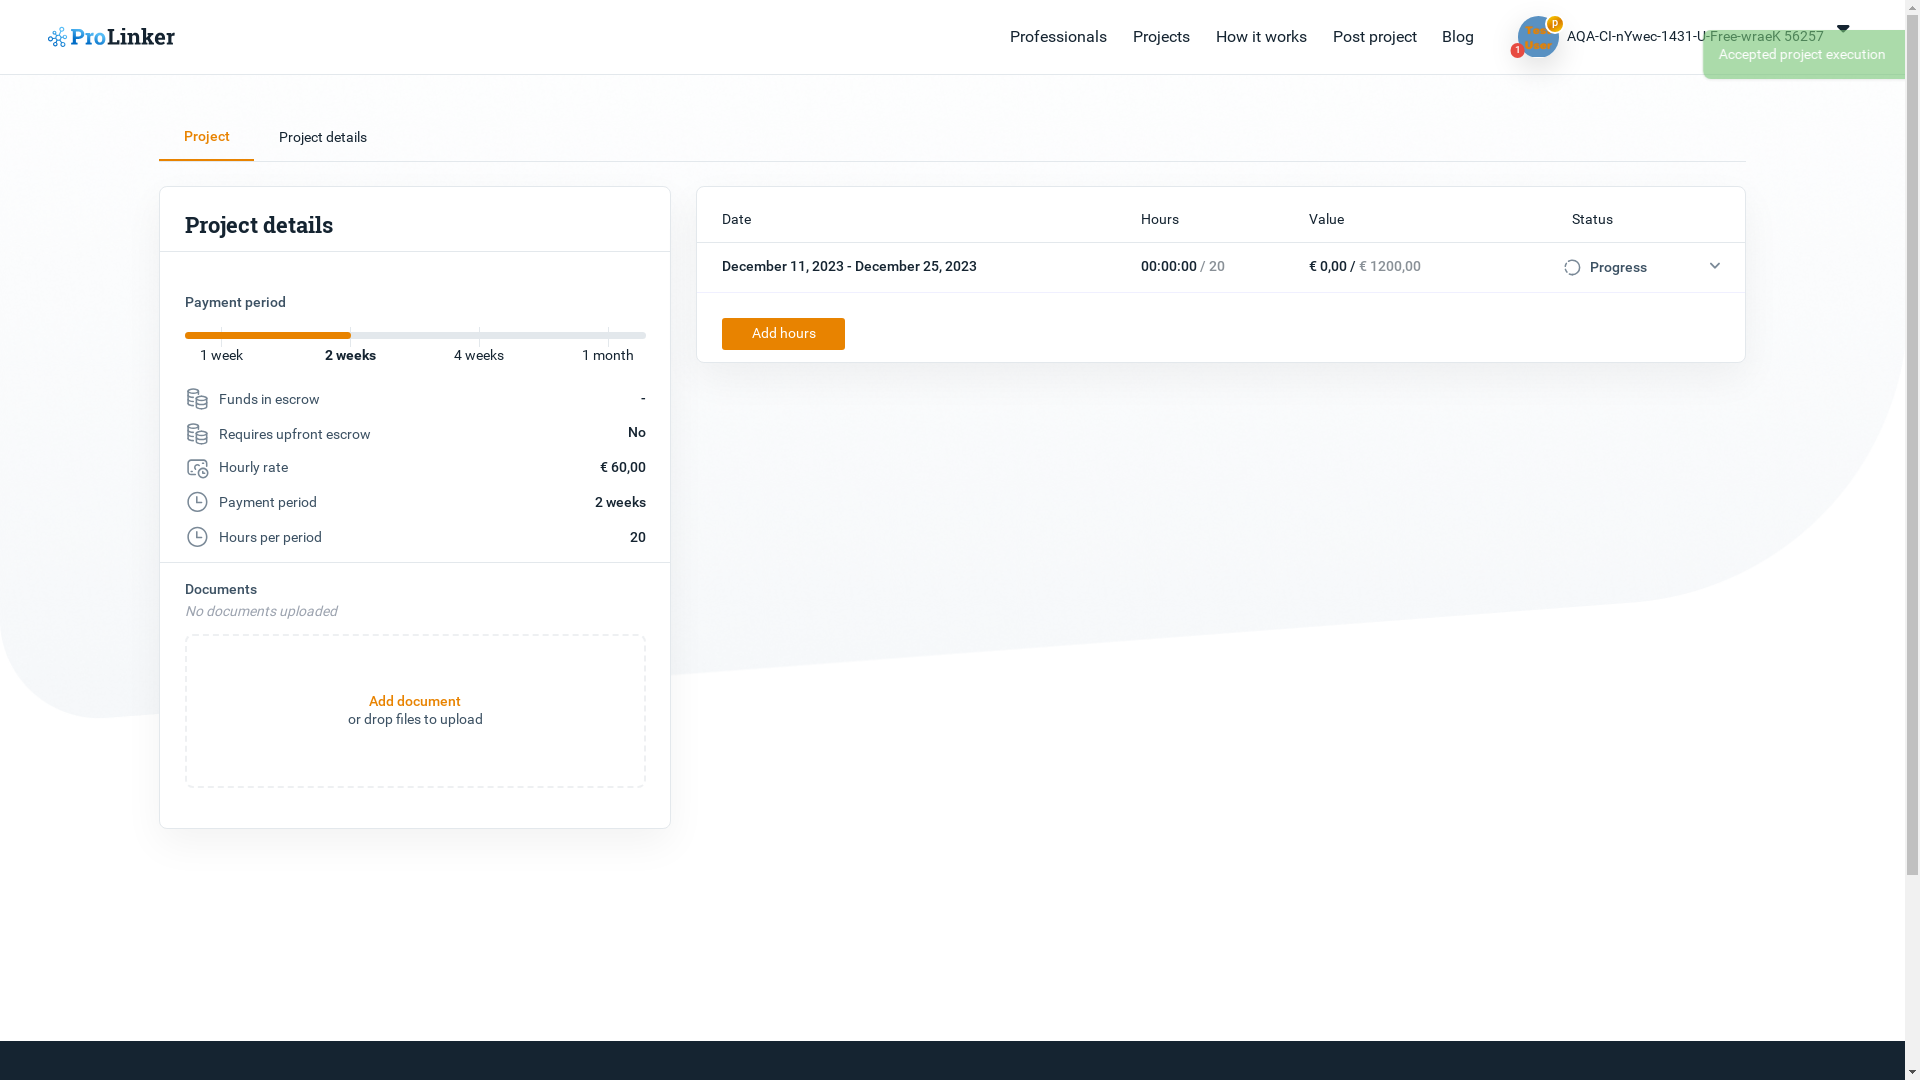 ProLinker
Professionals
Projects
How it works
Post project
Blog
Test
User
p
1
AQA-CI-nYwec-1431-U-Free-wraeK 56257
Accepted project execution
Project
Project details
Project details
Payment period
1 week
2 weeks
4 weeks
1 month
Funds in escrow -
Requires upfront escrow No
Hourly rate € 60,00
Payment period 2 weeks
Hours per period 20
Documents
No documents uploaded
Add document
or drop files to upload
Date Hours Value Status
December 11, 2023 - December 25, 2023 00:00:00 / 20 € 0,00 / € 1200,00 Progress
Add hours